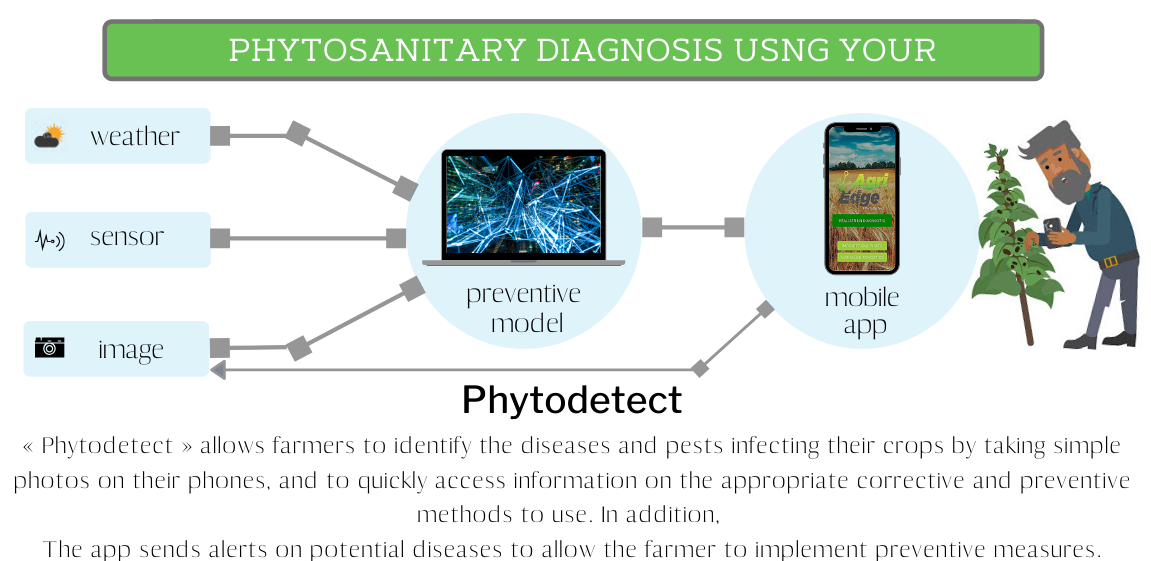 PHYTOSANITARY DIAGNOSIS USNG YOUR
weather
sensor
image
preventive
model
Agri
Edge
mobile
app
Phytodetect
« Phytodetect » allows farmers to identify the diseases and pests infecting their crops by taking simple
photos on their phones, and to quickly access information on the appropriate corrective and preventive
methods to use. In addition,
The app sends alerts on potential diseases to allow the farmer to implement preventive measures.